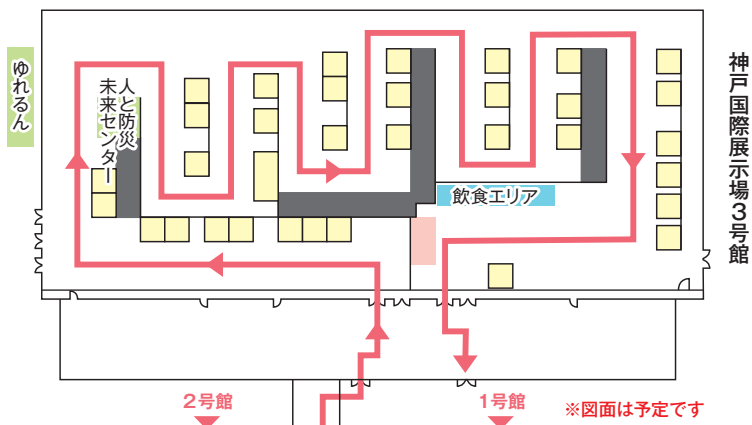 神戸国際展示場3号館
ゆれるん
人と防災
未来センター
飲食エリア
2号館
1号館
※図面は予定です